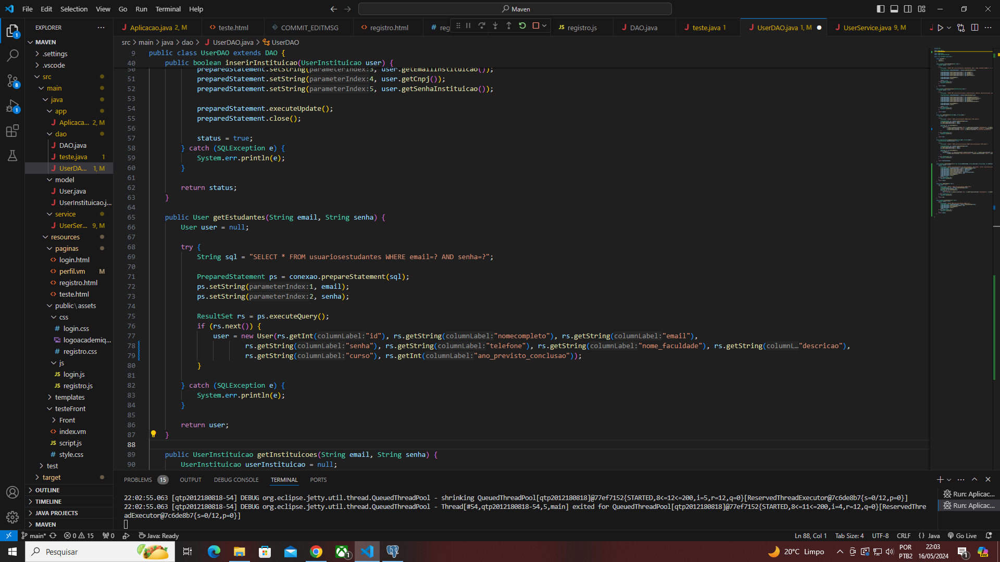 File Edit Selection View Go Run Terminal Help
Maven
EXPLORER
MAVEN
.settings
.vscode
src
main
java
app
Aplicaca... 2, M
dao
DAO.java
teste.java 1
UserDA... 1, M
model
User.java
UserInstituicao.j...
service
UserSer... 9, M
resources
paginas
login.html
perfil.vm M
registro.html
teste.html
public\assets
css
login.css
logoacademiq...
registro.css
js
login.js
registro.js
templates
testeFront
Front
index.vm
script.js
style.css
test
target
OUTLINE
TIMELINE
JAVA PROJECTS
MAVEN
Aplicacao.java 2, M
teste.html
COMMIT_EDITMSG
registro.html
reg
registro.js
DAO.java
teste.java 1
UserDAO.java 1, M
UserService.java 9, M
src > main > java > dao > UserDAO.java > UserDAO
9 public class UserDAO extends DAO {
40 public boolean inserirInstituicao(UserInstituicao user) {
50 preparedStatement.setString(parameterIndex:3, user.getEmailInstituicao());
51 preparedStatement.setString(parameterIndex:4, user.getCnpj());
52 preparedStatement.setString(parameterIndex:5, user.getSenhaInstituicao());
53
54 preparedStatement.executeUpdate();
55 preparedStatement.close();
56
57 status = true;
58 } catch (SQLException e) {
59 System.err.println(e);
60 }
61
62 return status;
63 }
64
65 public User getEstudantes(String email, String senha) {
66 User user = null;
67
68 try {
69 String sql = "SELECT * FROM usuariosestudantes WHERE email=? AND senha=?";
70
71 PreparedStatement ps = conexao.prepareStatement(sql);
72 ps.setString(parameterIndex:1, email);
73 ps.setString(parameterIndex:2, senha);
74
75 ResultSet rs = ps.executeQuery();
76 if (rs.next()) {
77 user = new User(rs.getInt(columnLabel:"id"), rs.getString(columnLabel:"nomecompleto"), rs.getString(columnLabel:"email"),
78 rs.getString(columnLabel:"senha"), rs.getString(columnLabel:"telefone"), rs.getString(columnLabel:"nome_faculdade"), rs.getString(columnL…"descricao"),
79 rs.getString(columnLabel:"curso"), rs.getInt(columnLabel:"ano_previsto_conclusao"));
80 }
81
82 } catch (SQLException e) {
83 System.err.println(e);
84 }
85
86 return user;
87 }
88
89 public UserInstituicao getInstituicoes(String email, String senha) {
90 UserInstituicao userInstituicao = null;
PROBLEMS 15 OUTPUT DEBUG CONSOLE TERMINAL PORTS
22:02:55.063 [qtp2012180818-54] DEBUG org.eclipse.jetty.util.thread.QueuedThreadPool - shrinking QueuedThreadPool[qtp2012180818]@77ef7152{STARTED,8<=12<=200,i=5,r=12,q=0}[ReservedThreadExecutor@7c6de8b7{s=0/12,p=0}]
22:02:55.063 [qtp2012180818-54] DEBUG org.eclipse.jetty.util.thread.QueuedThreadPool - Thread[#54,qtp2012180818-54,5,main] exited for QueuedThreadPool[qtp2012180818]@77ef7152{STARTED,8<=11<=200,i=4,r=12,q=0}[ReservedThre
adExecutor@7c6de8b7{s=0/12,p=0}]
Run: Aplicac...
Run: Aplicac...
main* 0 15 0 Java: Ready
Ln 88, Col 1 Tab Size: 4 UTF-8 CRLF {} Java Go Live
Pesquisar
20°C Limpo
POR
PTB2
22:03
16/05/2024